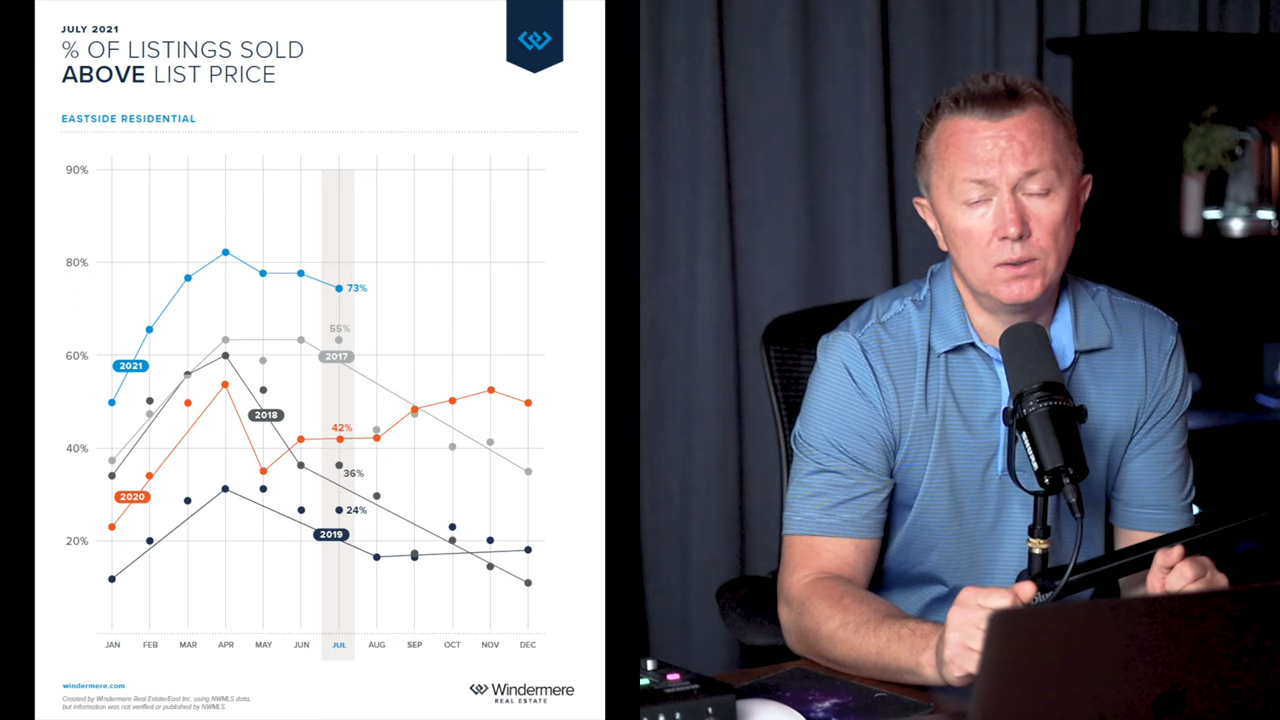 JULY 2021
% OF LISTINGS SOLD
ABOVE LIST PRICE
EASTSIDE RESIDENTIAL
90%
80%
60%
40%
20%
2021
73%
55%
2017
2018
42%
36%
2020
24%
2019
JAN FEB MAR APR MAY JUN JUL AUG SEP OCT NOV DEC
windermere.com
Created by Windermere Real Estate/East Inc. using NWMLS data,
but information was not verified or published by NWMLS.
Windermere
REAL ESTATE